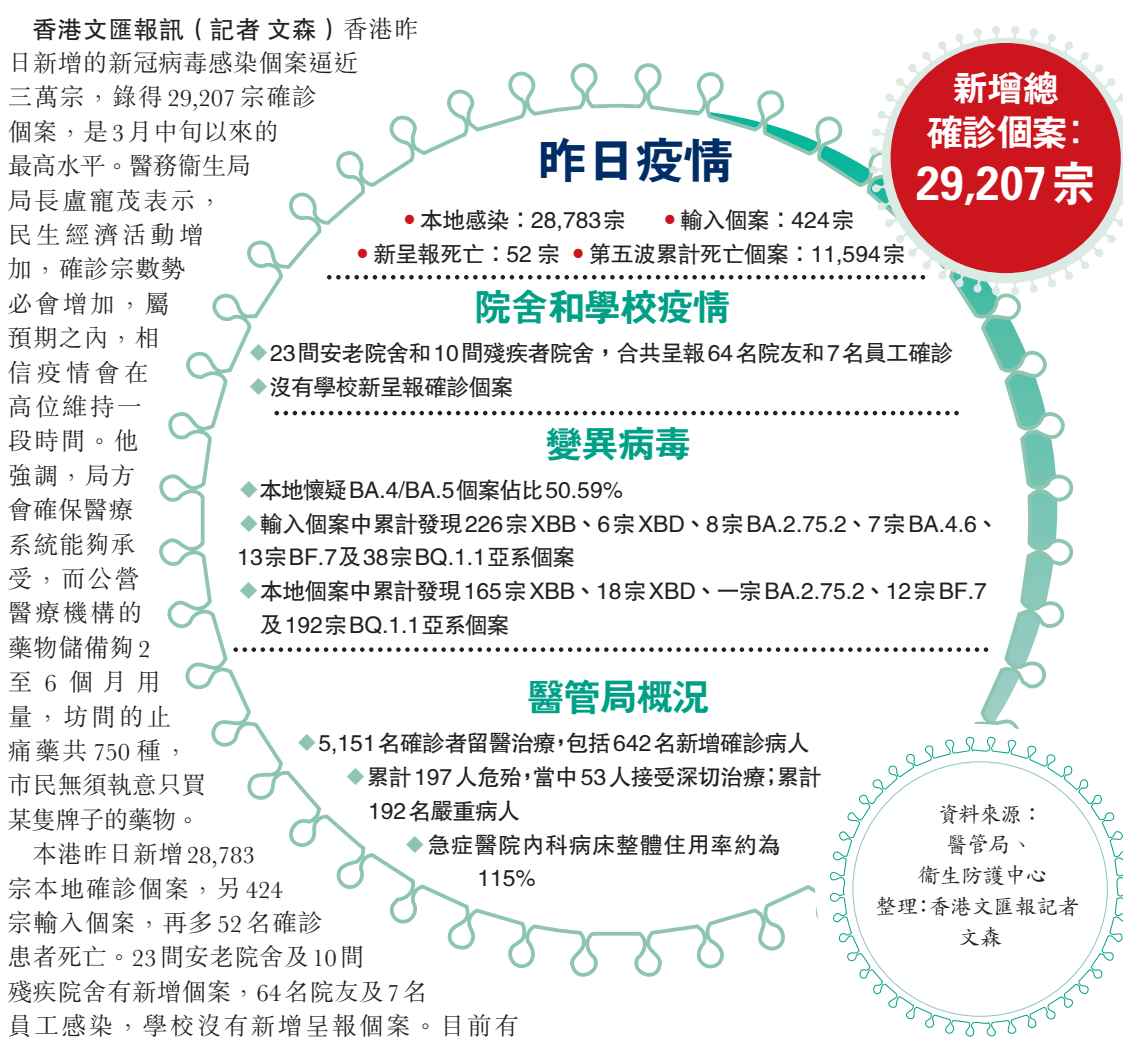 香港文匯報訊（記者 文森）香港昨
日新增的新冠病毒感染個案逼近
三萬宗，錄得29,207宗確診
個案，是3月中旬以來的
最高水平。醫務衞生局
局長盧寵茂表示，
民生經濟活動增
加，確診宗數勢
必會增加，屬
預期之內，相
信疫情會在
高位維持一
段時間。他
強調，局方
會確保醫療
系統能夠承
受，而公營
醫療機構的
藥物儲備夠2
至6個月用
量，坊間的止
痛藥共750種，
市民無須執意只買
某隻牌子的藥物。
本港昨日新增28,783
宗本地確診個案，另424
宗輸入個案，再多52名確診
患者死亡。23間安老院舍及10間
殘疾院舍有新增個案，64名院友及7名
員工感染，學校沒有新增呈報個案。目前有
新增總
確診個案：
29,207宗
昨日疫情
●本地感染：28,783宗 ●輸入個案：424宗
●新呈報死亡：52宗 ●第五波累計死亡個案：11,594宗
院舍和學校疫情
◆23間安老院舍和10間殘疾者院舍，合共呈報64名院友和7名員工確診
◆沒有學校新呈報確診個案
變異病毒
◆本地懷疑BA.4/BA.5個案佔比50.59%
◆輸入個案中累計發現226宗XBB、6宗XBD、8宗BA.2.75.2、7宗BA.4.6、
13宗BF.7及38宗BQ.1.1亞系個案
◆本地個案中累計發現165宗XBB、18宗XBD、一宗BA.2.75.2、12宗BF.7
及192宗BQ.1.1亞系個案
醫管局概況
◆5,151名確診者留醫治療，包括642名新增確診病人
◆累計197人危殆，當中53人接受深切治療；累計
192名嚴重病人
◆急症醫院內科病床整體住用率約為
115%
資料來源：
醫管局、
衞生防護中心
整理：香港文匯報記者
文森